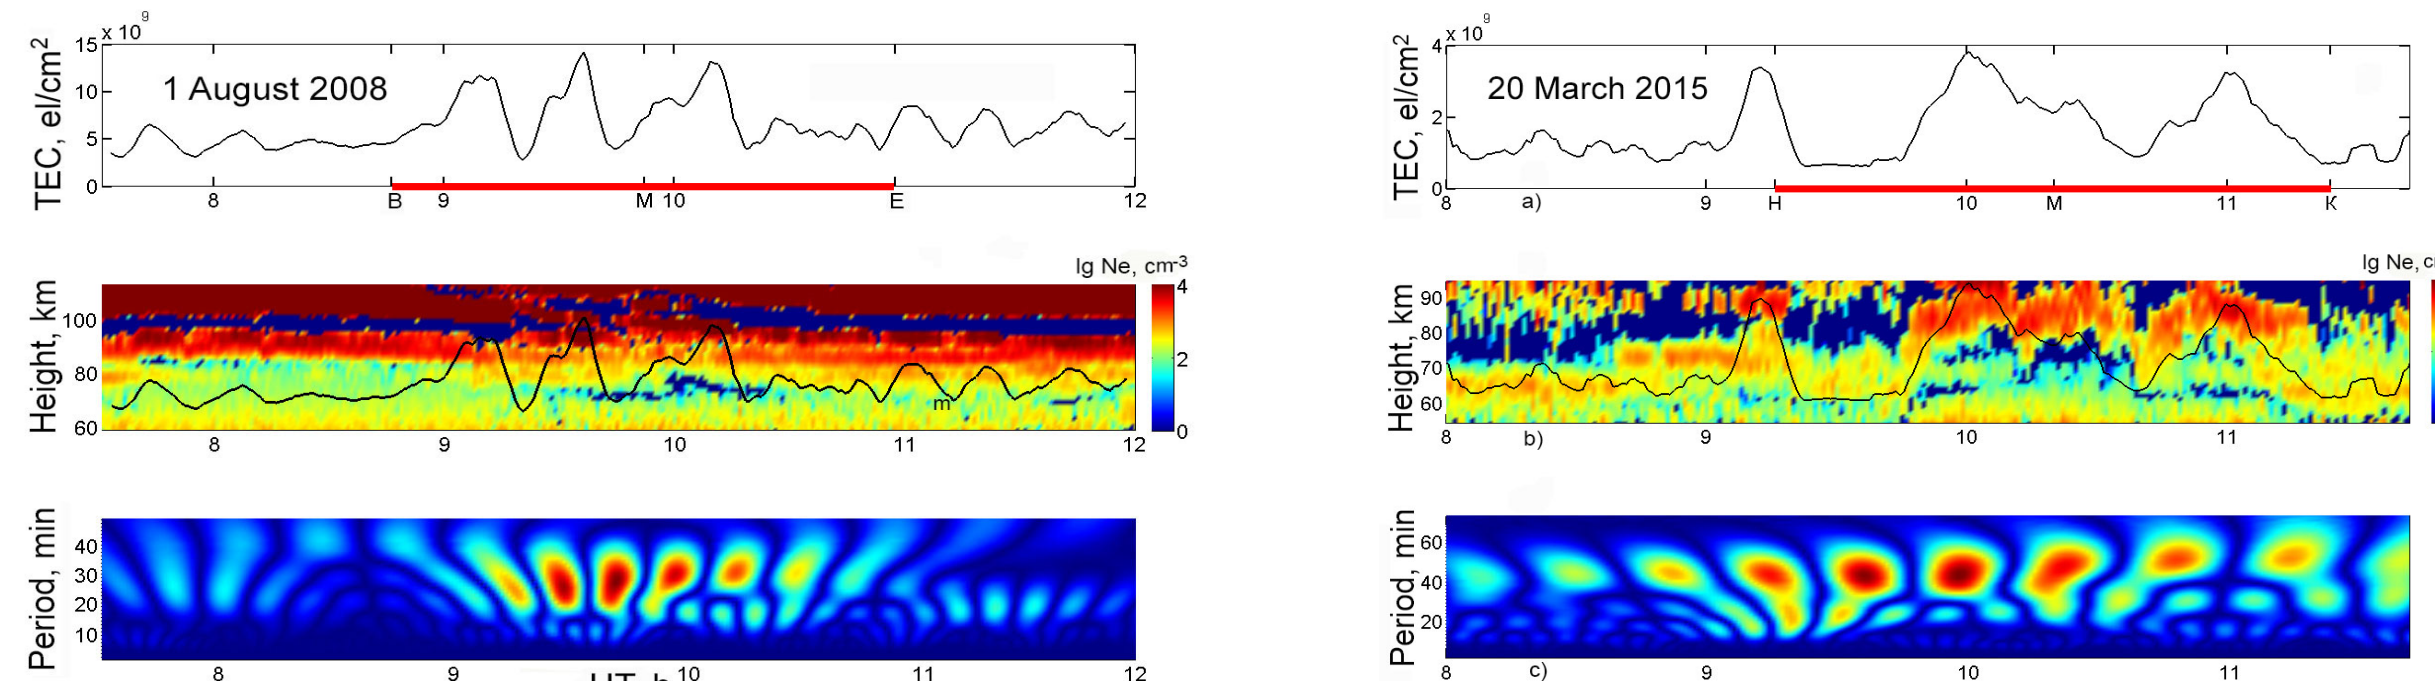 x 10^9
15
10
5
0
TEC, el/cm²
1 August 2008
8
B
9
M
10
E
12
x 10^9
4
2
0
TEC, el/cm²
20 March 2015
8
a)
9
H
10
M
11
K
lg Ne, cm⁻³
4
2
0
100
80
60
Height, km
m
8
9
10
11
12
lg Ne,
90
80
70
60
Height, km
8
b)
9
10
11
40
30
20
10
Period, min
8
9
10
11
12
60
40
20
Period, min
8
c)
9
10
11